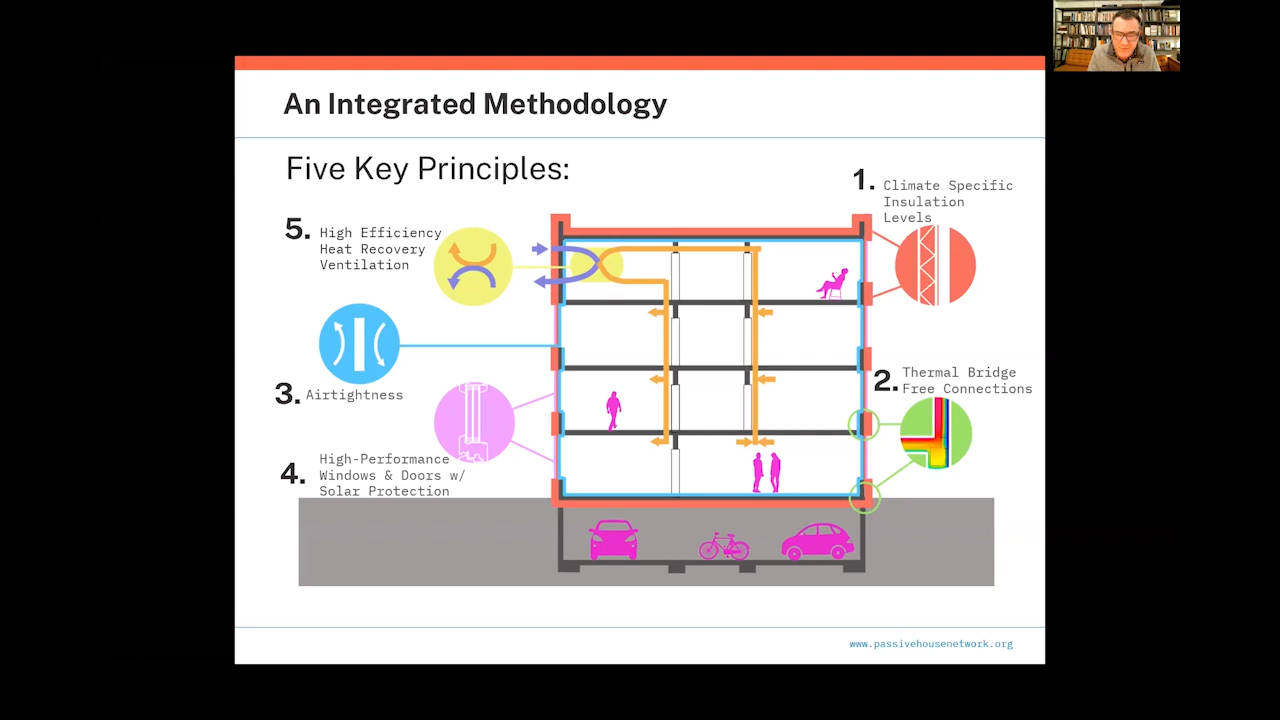 An Integrated Methodology
Five Key Principles:
1.
Climate Specific
Insulation
Levels
2.
Thermal Bridge
Free Connections
3.
Airtightness
4.
High-Performance
Windows & Doors w/
Solar Protection
5.
High Efficiency
Heat Recovery
Ventilation
www.passivehousenetwork.org